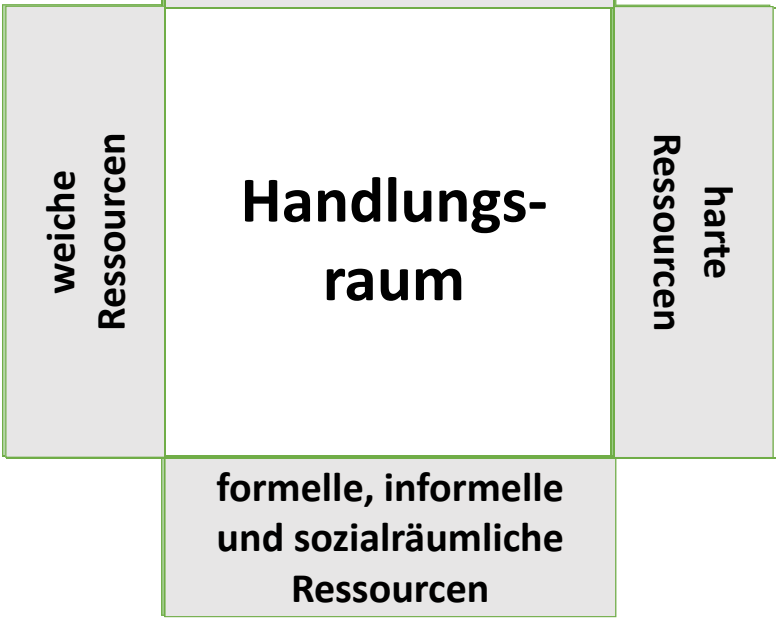 weiche
Ressourcen
Handlungs-
raum
harte
Ressourcen
formelle, informelle
und sozialräumliche
Ressourcen